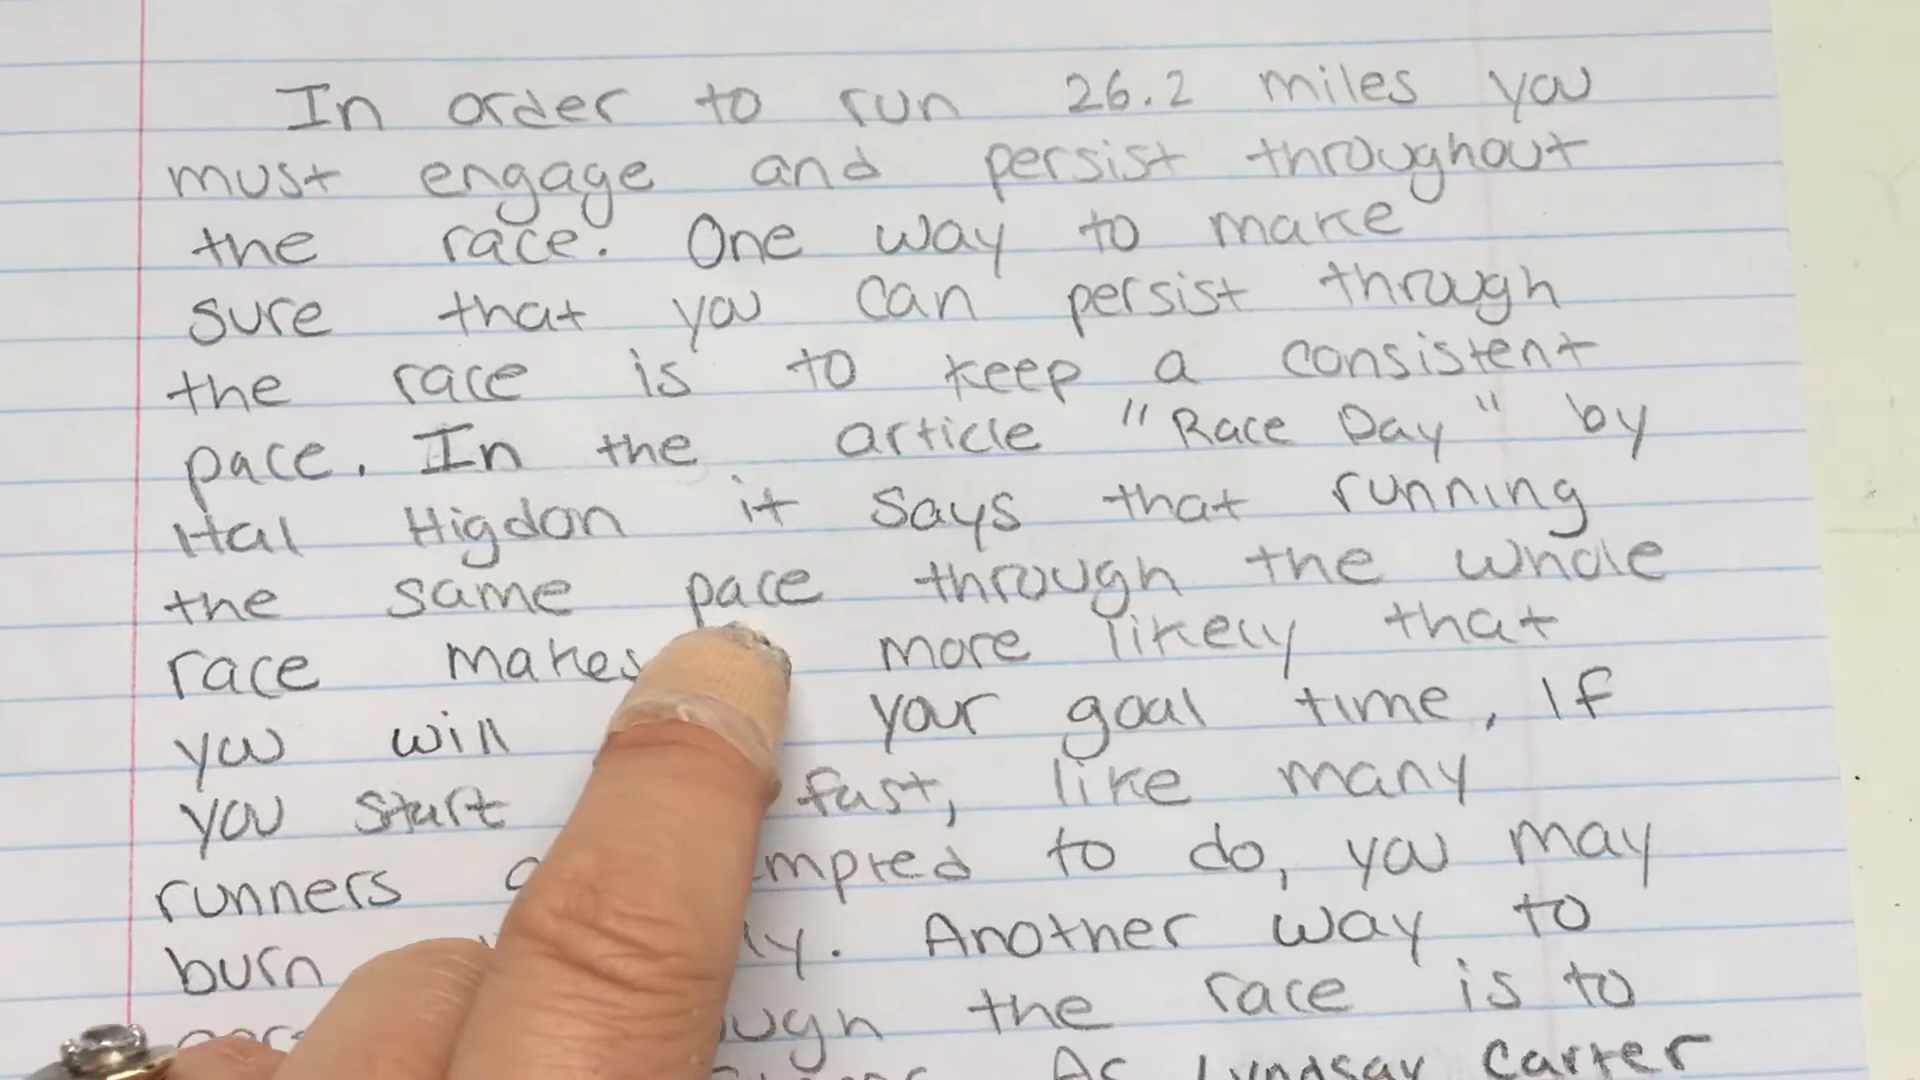 In order to run 26.2 miles you
must engage and persist throughout
the race. One way to make
sure that you can persist through
the race is to keep a consistent
pace. In the article "Race Day" by
Hal Higdon it says that running
the same pace through the whole
race makes more likely that
you will your goal time. If
you start fast, like many
runners to do, you may
burn Another way to
the race is to
As Lyndsay Carter